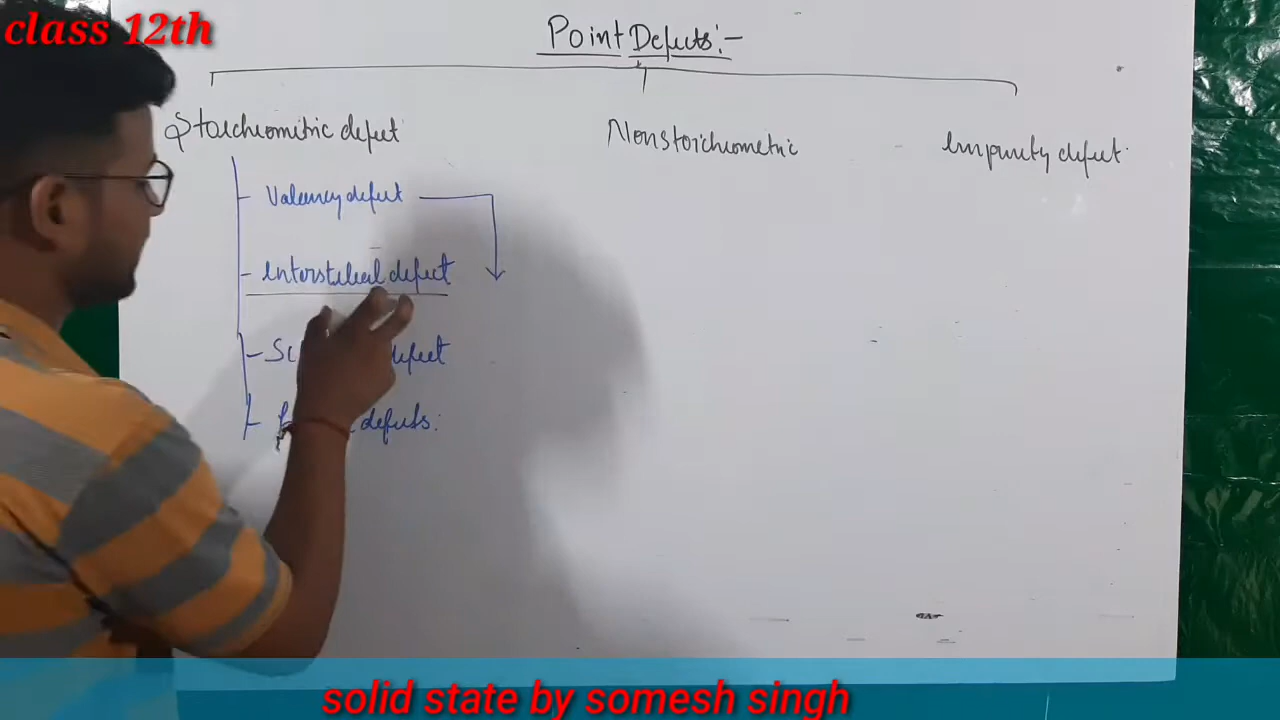 class 12th
Point Defects:-
Stoichiometric defect
Nonstoichiometric
Impurity defect
Valency defect
Interstitial defect
defect
defects:
solid state by somesh singh